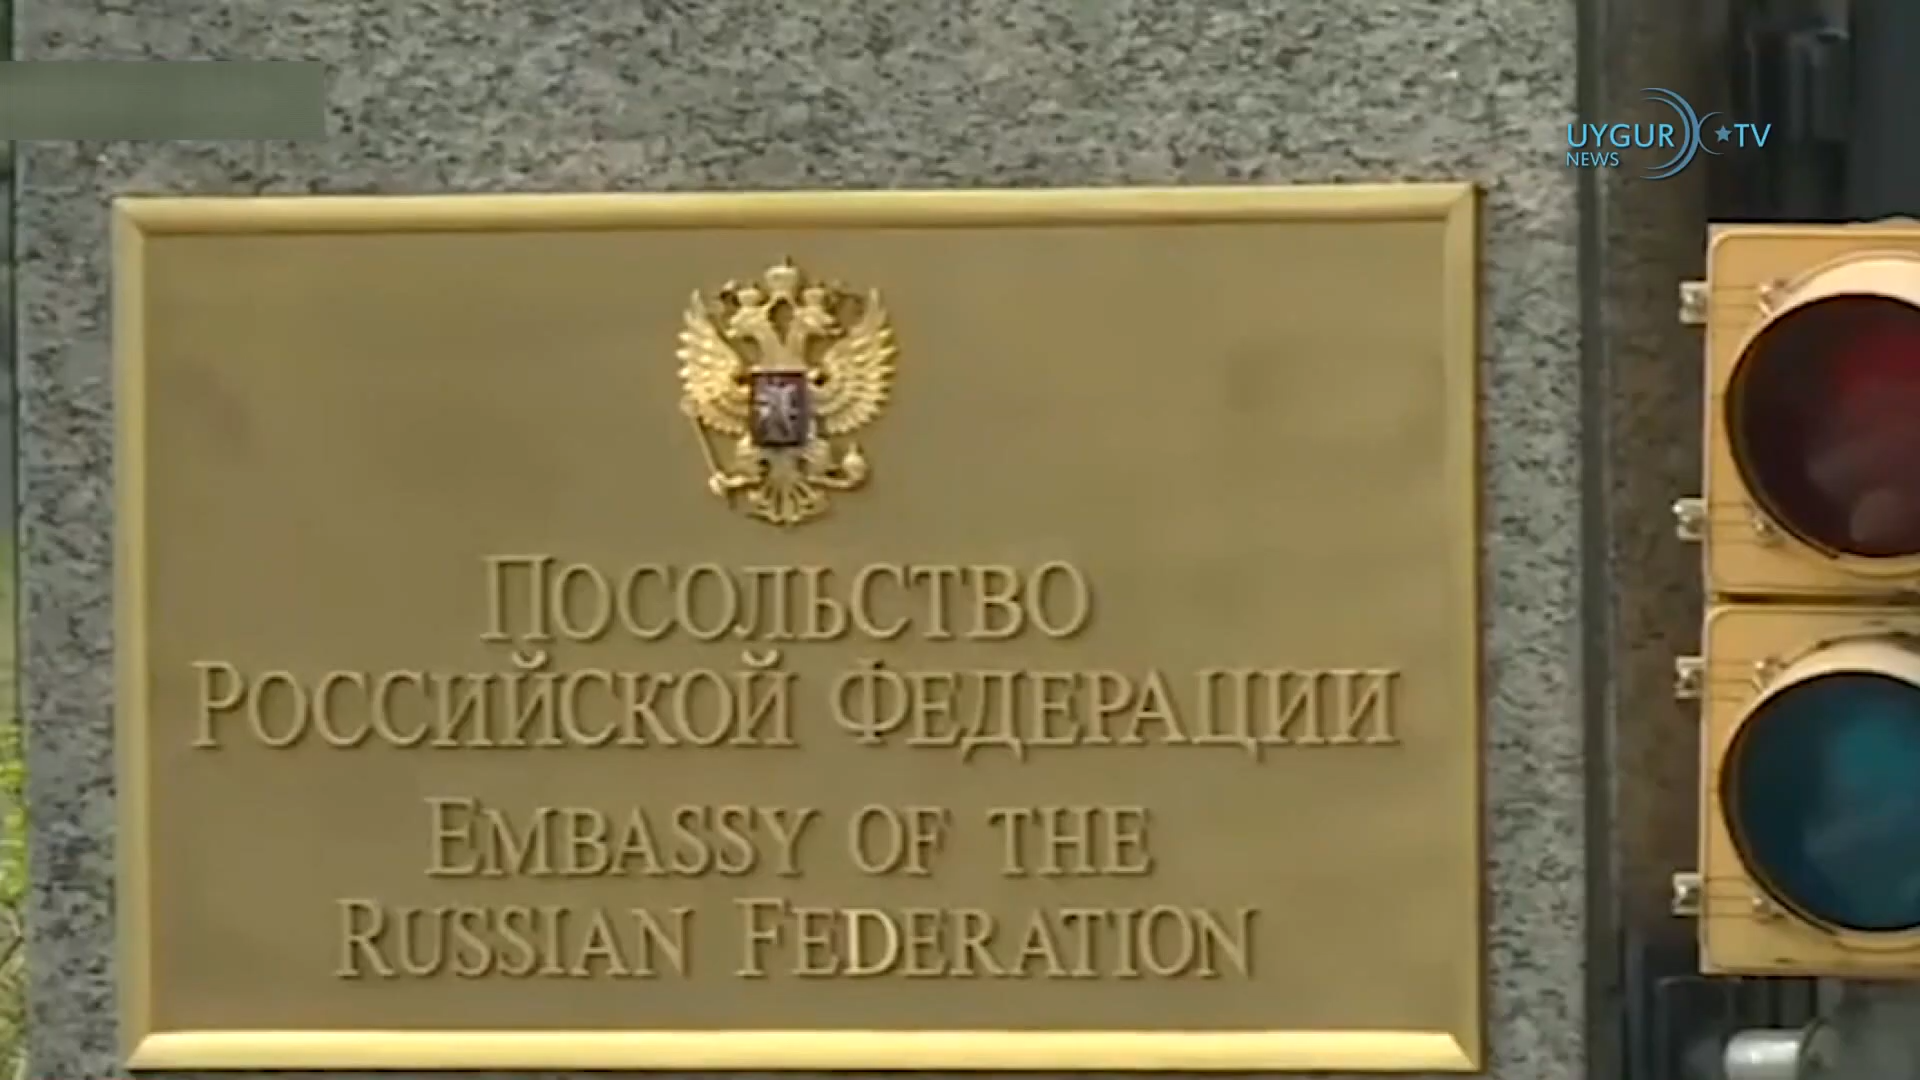 UYGUR TV
NEWS
Посольство
Российской Федерации
Embassy of the
Russian Federation